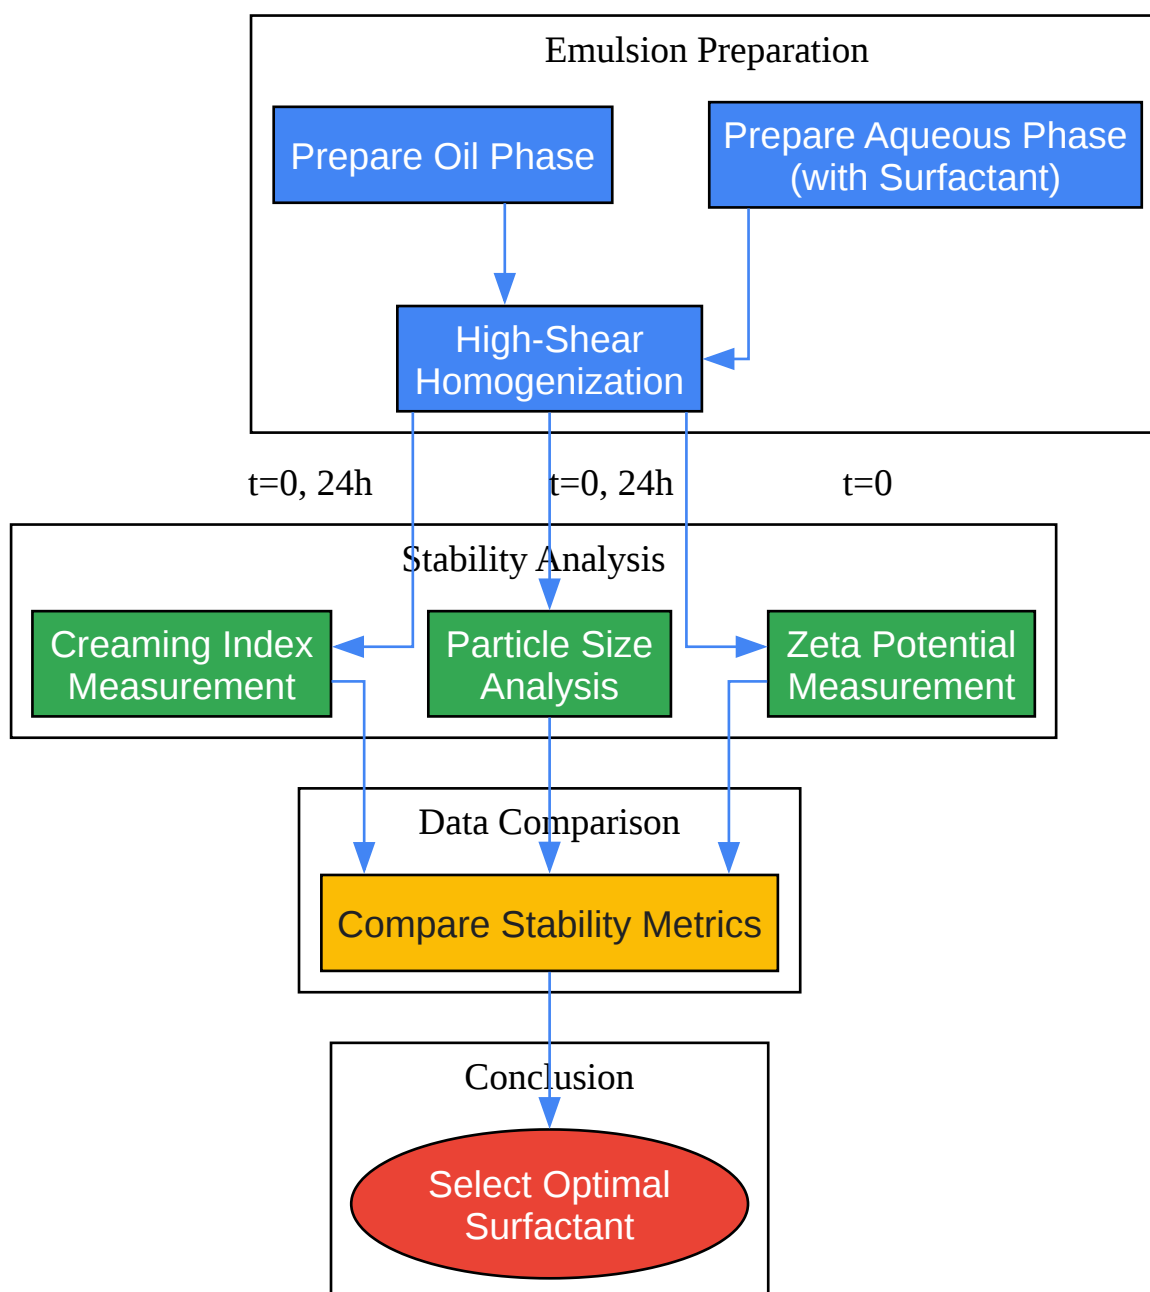 Emulsion Preparation
Prepare Oil Phase
Prepare Aqueous Phase
(with Surfactant)
High-Shear
Homogenization
t=0, 24h
t=0, 24h
t=0
Stability Analysis
Creaming Index
Measurement
Particle Size
Analysis
Zeta Potential
Measurement
Data Comparison
Compare Stability Metrics
Conclusion
Select Optimal
Surfactant